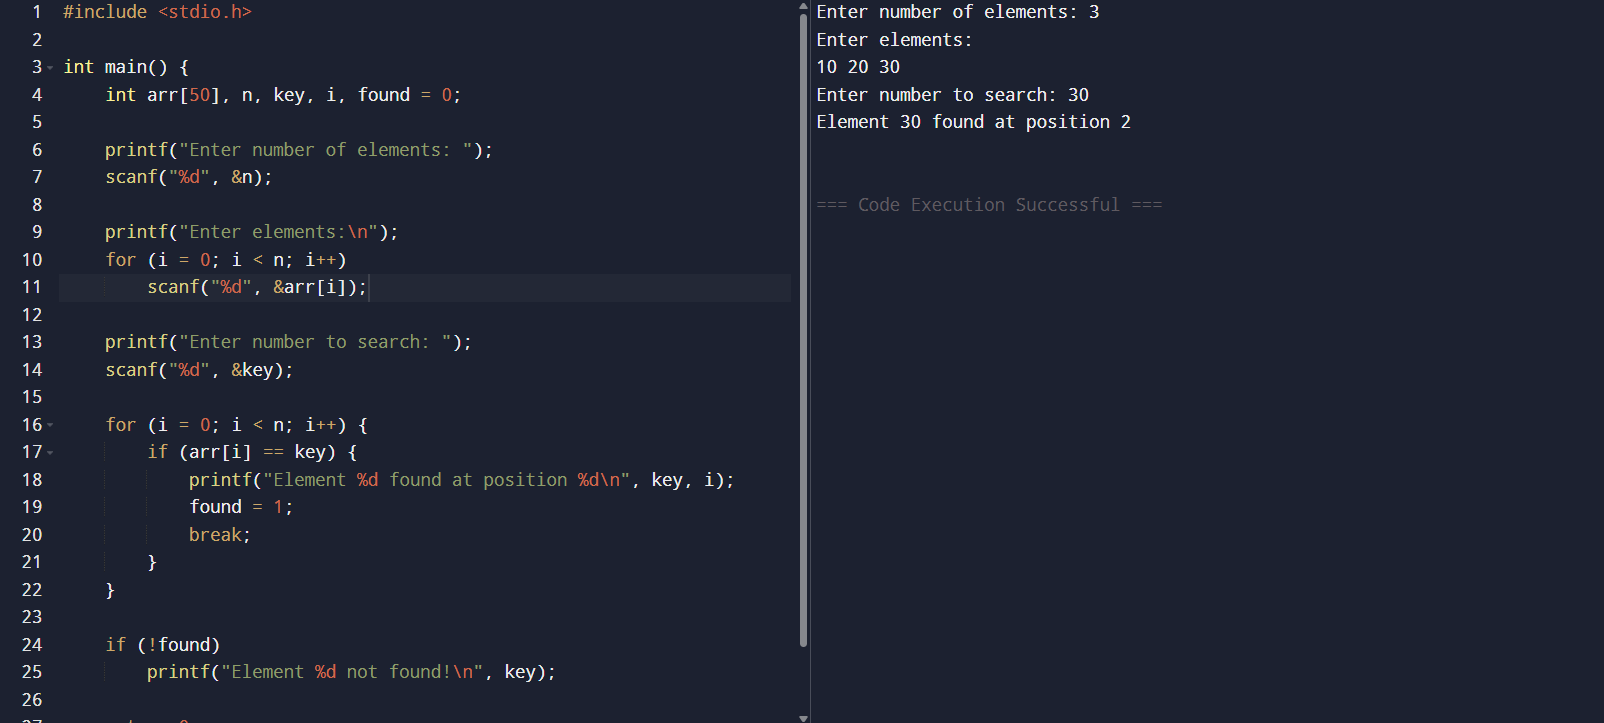 1 #include <stdio.h>
2
3 int main() {
4     int arr[50], n, key, i, found = 0;
5
6     printf("Enter number of elements: ");
7     scanf("%d", &n);
8
9     printf("Enter elements:\n");
10     for (i = 0; i < n; i++)
11         scanf("%d", &arr[i]);
12
13     printf("Enter number to search: ");
14     scanf("%d", &key);
15
16     for (i = 0; i < n; i++) {
17         if (arr[i] == key) {
18             printf("Element %d found at position %d\n", key, i);
19             found = 1;
20             break;
21         }
22     }
23
24     if (!found)
25         printf("Element %d not found!\n", key);
26
Enter number of elements: 3
Enter elements:
10 20 30
Enter number to search: 30
Element 30 found at position 2
=== Code Execution Successful ===